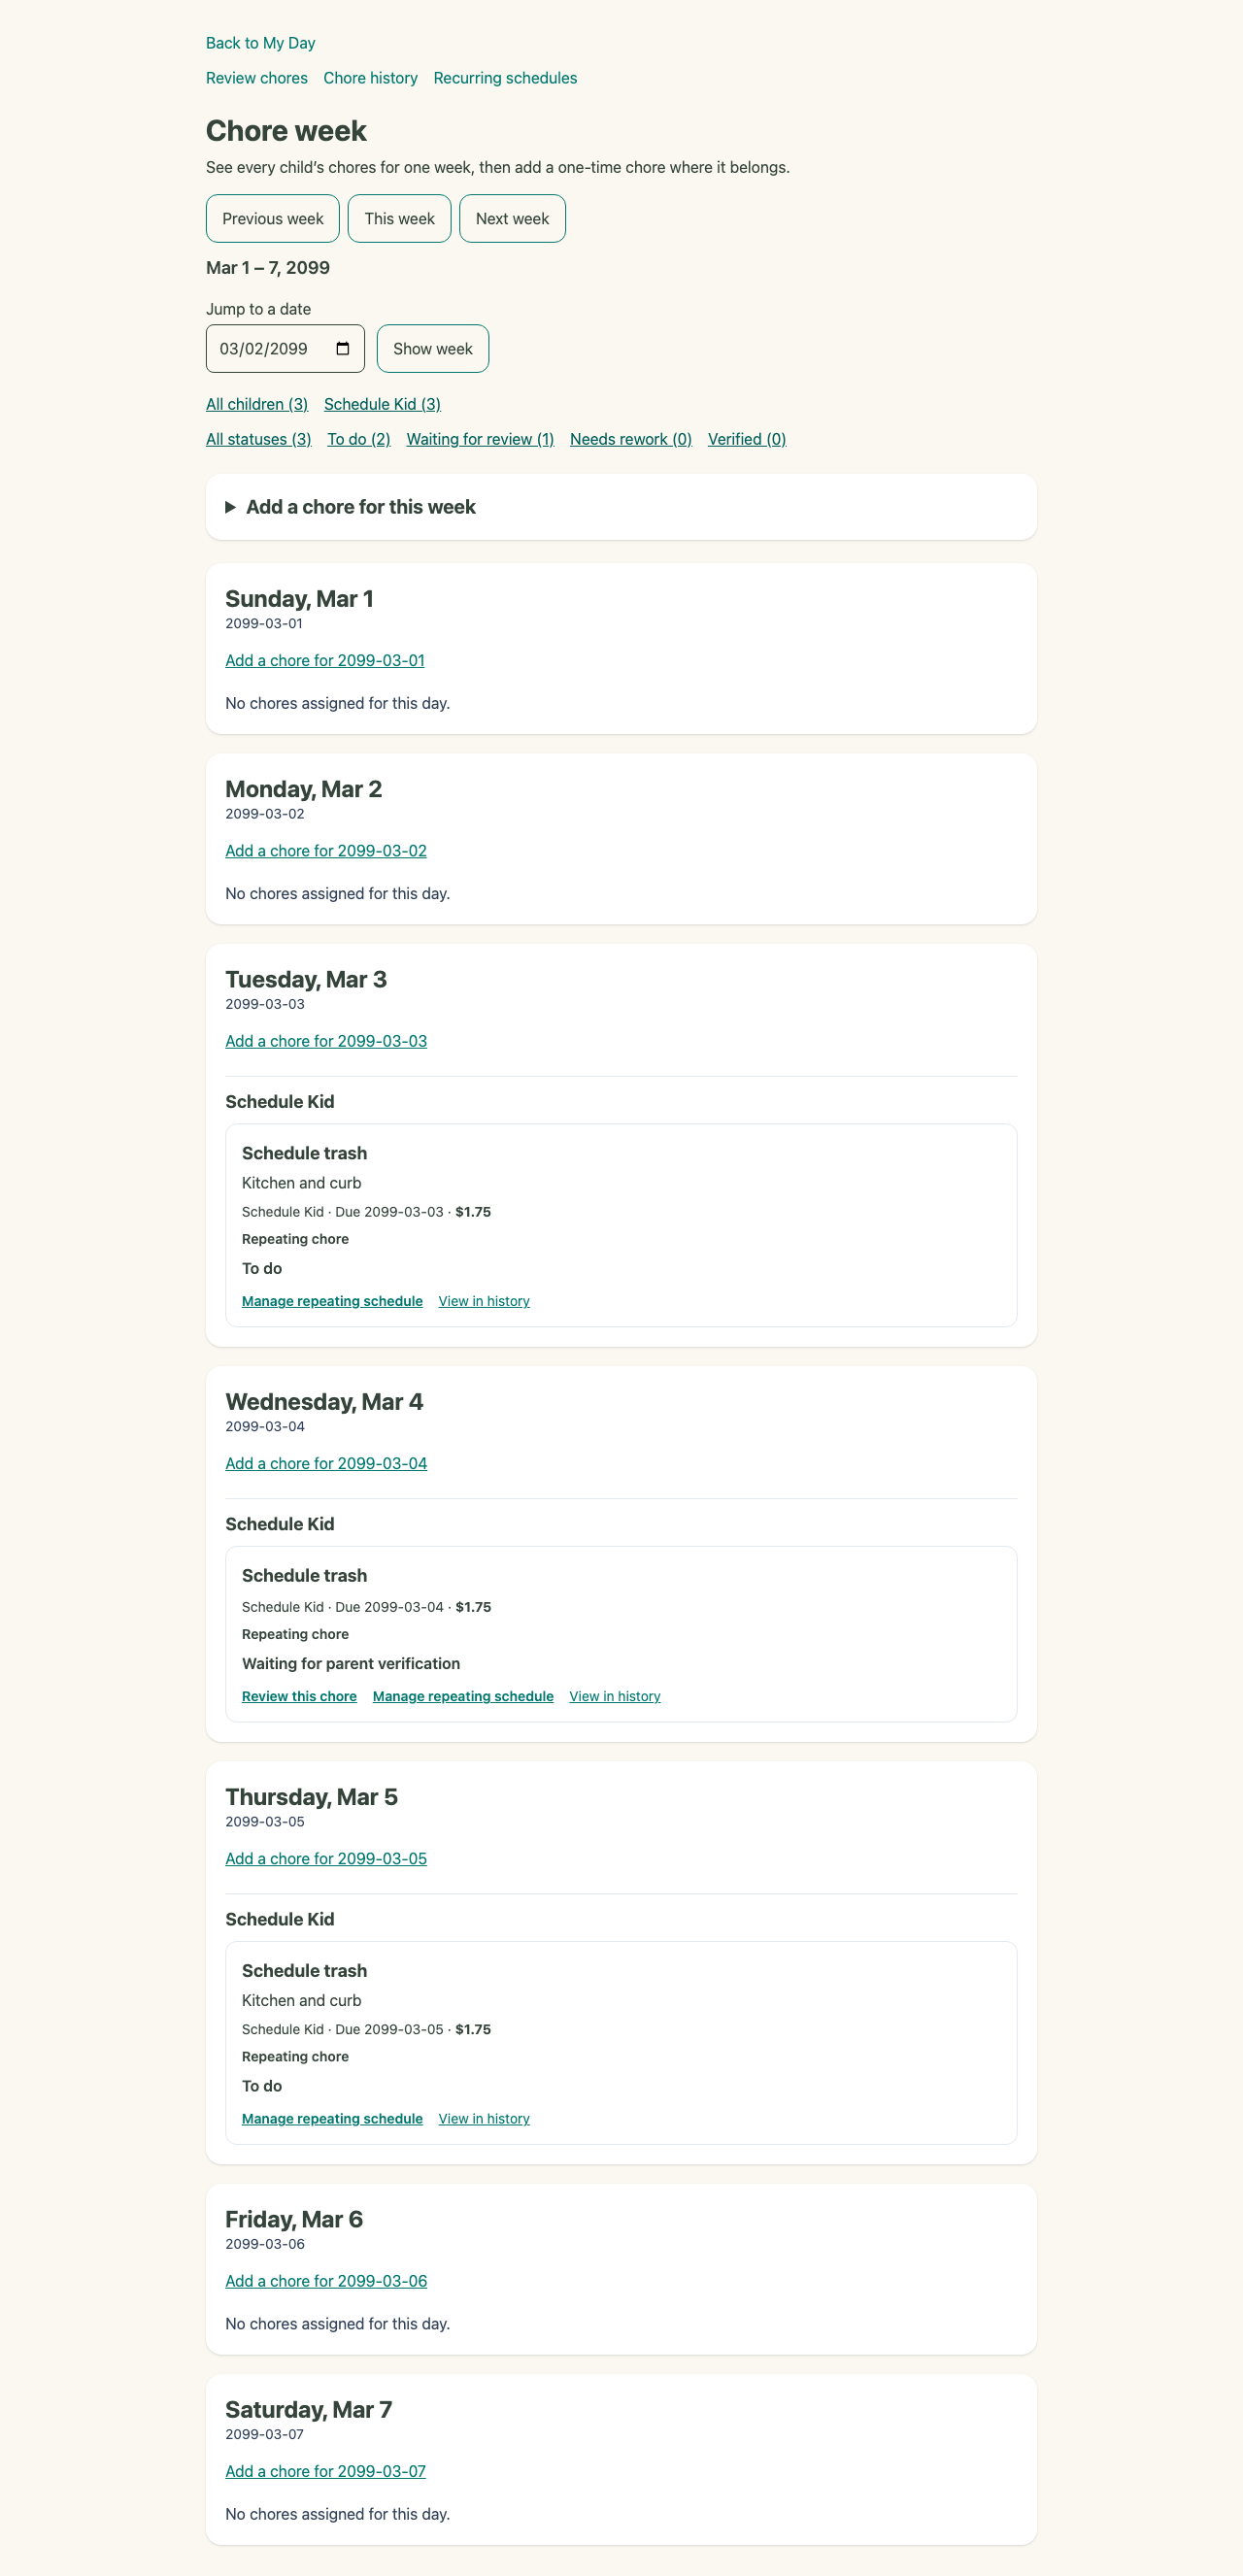 Back to My Day
Review chores Chore history Recurring schedules
Chore week
See every child’s chores for one week, then add a one-time chore where it belongs.
Previous week This week Next week
Mar 1 – 7, 2099
Jump to a date
03/02/2099 Show week
All children (3) Schedule Kid (3)
All statuses (3) To do (2) Waiting for review (1) Needs rework (0) Verified (0)
Add a chore for this week
Sunday, Mar 1
2099-03-01
Add a chore for 2099-03-01
No chores assigned for this day.
Monday, Mar 2
2099-03-02
Add a chore for 2099-03-02
No chores assigned for this day.
Tuesday, Mar 3
2099-03-03
Add a chore for 2099-03-03
Schedule Kid
Schedule trash
Kitchen and curb
Schedule Kid · Due 2099-03-03 · $1.75
Repeating chore
To do
Manage repeating schedule View in history
Wednesday, Mar 4
2099-03-04
Add a chore for 2099-03-04
Schedule Kid
Schedule trash
Schedule Kid · Due 2099-03-04 · $1.75
Repeating chore
Waiting for parent verification
Review this chore Manage repeating schedule View in history
Thursday, Mar 5
2099-03-05
Add a chore for 2099-03-05
Schedule Kid
Schedule trash
Kitchen and curb
Schedule Kid · Due 2099-03-05 · $1.75
Repeating chore
To do
Manage repeating schedule View in history
Friday, Mar 6
2099-03-06
Add a chore for 2099-03-06
No chores assigned for this day.
Saturday, Mar 7
2099-03-07
Add a chore for 2099-03-07
No chores assigned for this day.